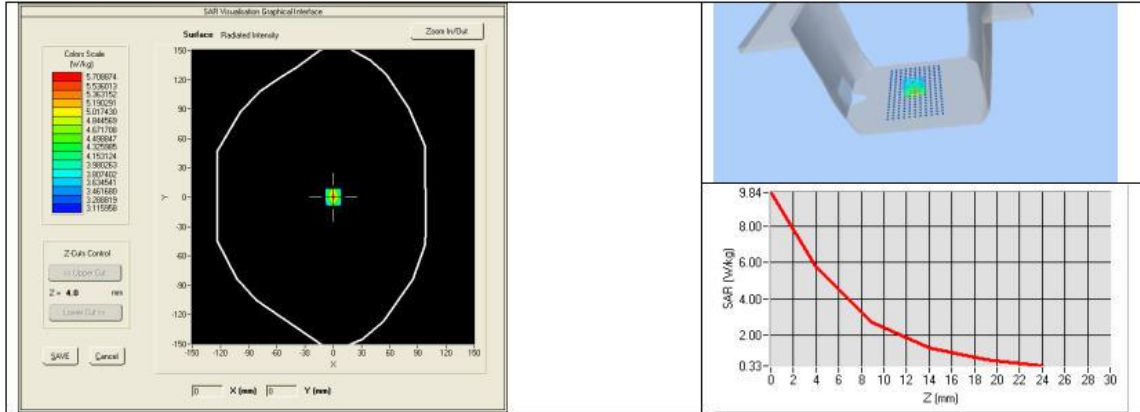 SAR Visualisation Graphical Interface
Surface Radiated Intensity
Zoom In/Out
Colors Scale
(W/kg)
5.708874
5.536013
5.363152
5.190291
5.017430
4.844569
4.671708
4.498847
4.325985
4.153124
3.980263
3.807402
3.634541
3.461680
3.288819
3.115958
Z-Cuts Control
<< Upper Cut
Z = 4.0 mm
Lower Cut >>
SAVE Cancel
150
120
90
60
30
0
-30
-60
-90
-120
-150
Y
-150 -120 -90 -60 -30 0 30 60 90 120 150
X
0 X (mm) 0 Y (mm)
9.84
8.00
6.00
4.00
2.00
0.33
SAR (W/kg)
0 2 4 6 8 10 12 14 16 18 20 22 24 26 28 30
Z (mm)